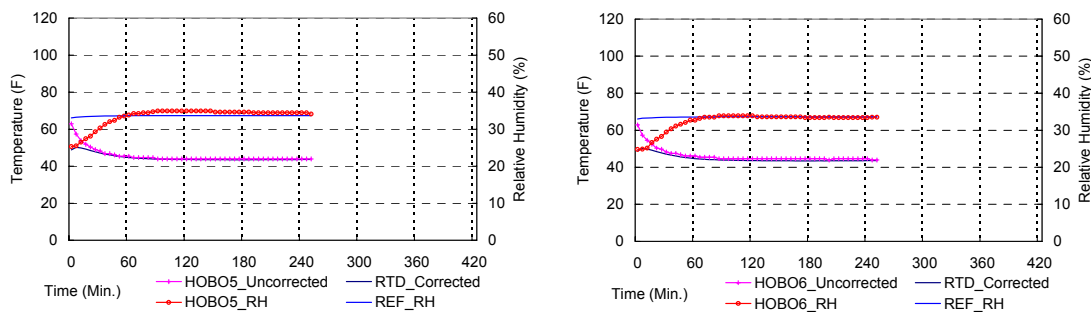 Temperature (F)
120
100
80
60
40
20
0
60
50
40
30
20
10
0
Relative Humidity (%)
0 60 120 180 240 300 360 420
Time (Min.)
HOBO5_Uncorrected RTD_Corrected
HOBO5_RH REF_RH
Temperature (F)
120
100
80
60
40
20
0
60
50
40
30
20
10
0
Relative Humidity (%)
0 60 120 180 240 300 360 420
Time (Min.)
HOBO6_Uncorrected RTD_Corrected
HOBO6_RH REF_RH